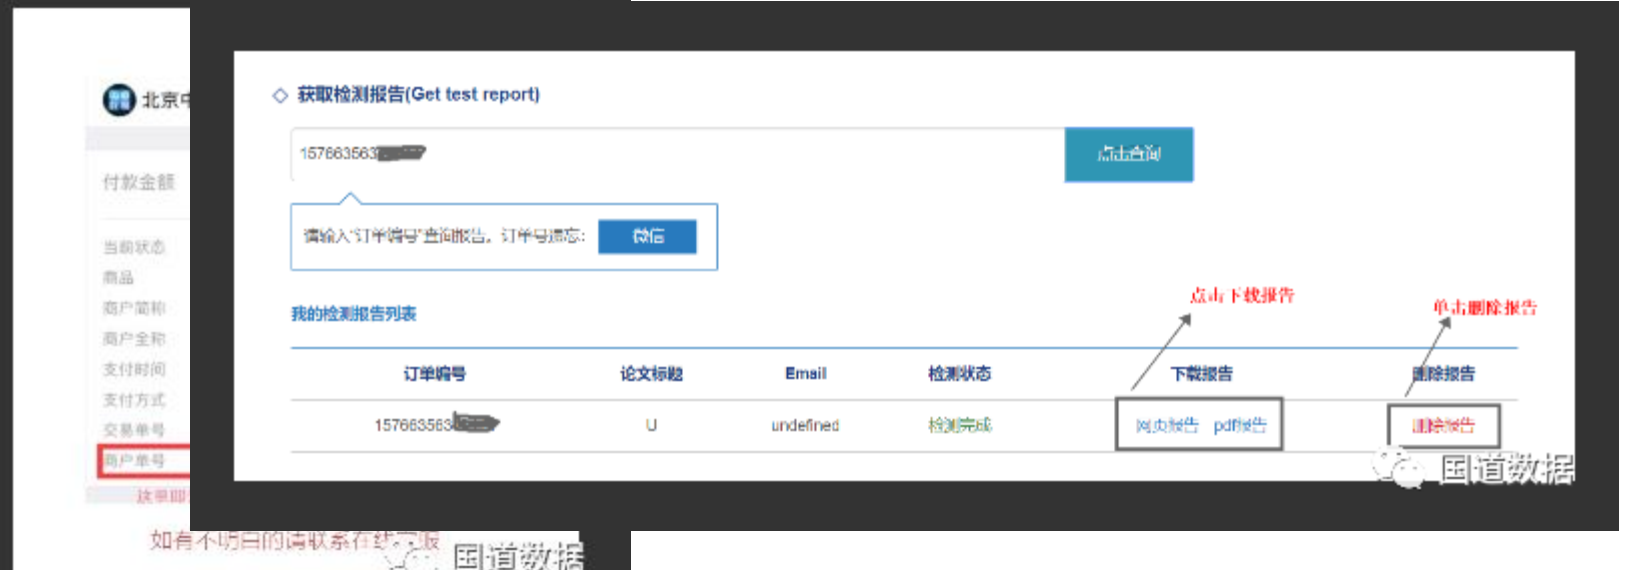 北京中
付款金额
当前状态
商品
商户简称
商户全称
支付时间
支付方式
交易单号
商户单号
这里即
如有不明白的请联系在线客服
国道数据
获取检测报告(Get test report)
157663563
点击查询
请输入"订单编号"查询报告。订单号遗忘:
微信
我的检测报告列表
点击下载报告
单击删除报告
订单编号 论文标题 Email 检测状态 下载报告 删除报告
157663563 U undefined 检测完成 网页报告 pdf报告 删除报告
国道数据